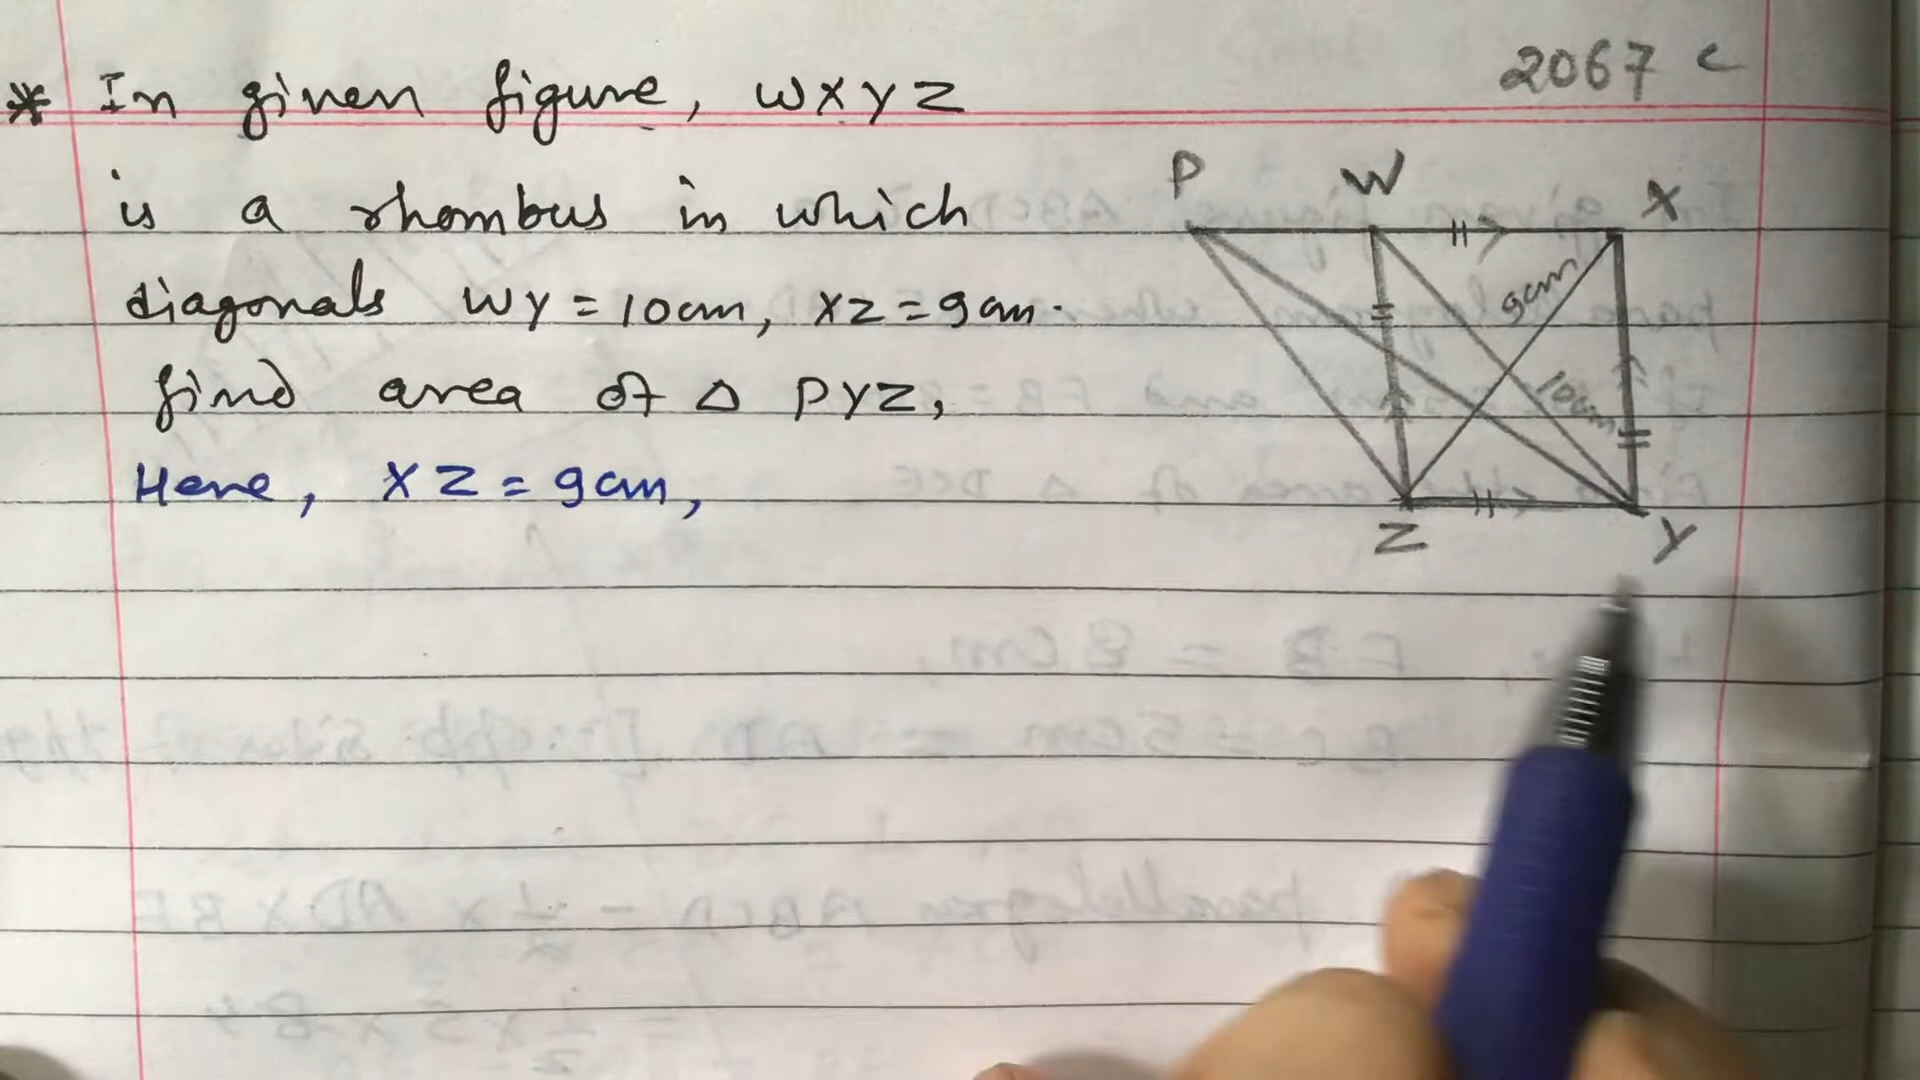 2067 C
* In given figure, WXYZ
is a rhombus in which
diagonals WY = 10cm, XZ = 9cm.
find area of △ PYZ,
Here, XZ = 9cm,
P W X
9cm
10cm
Z Y